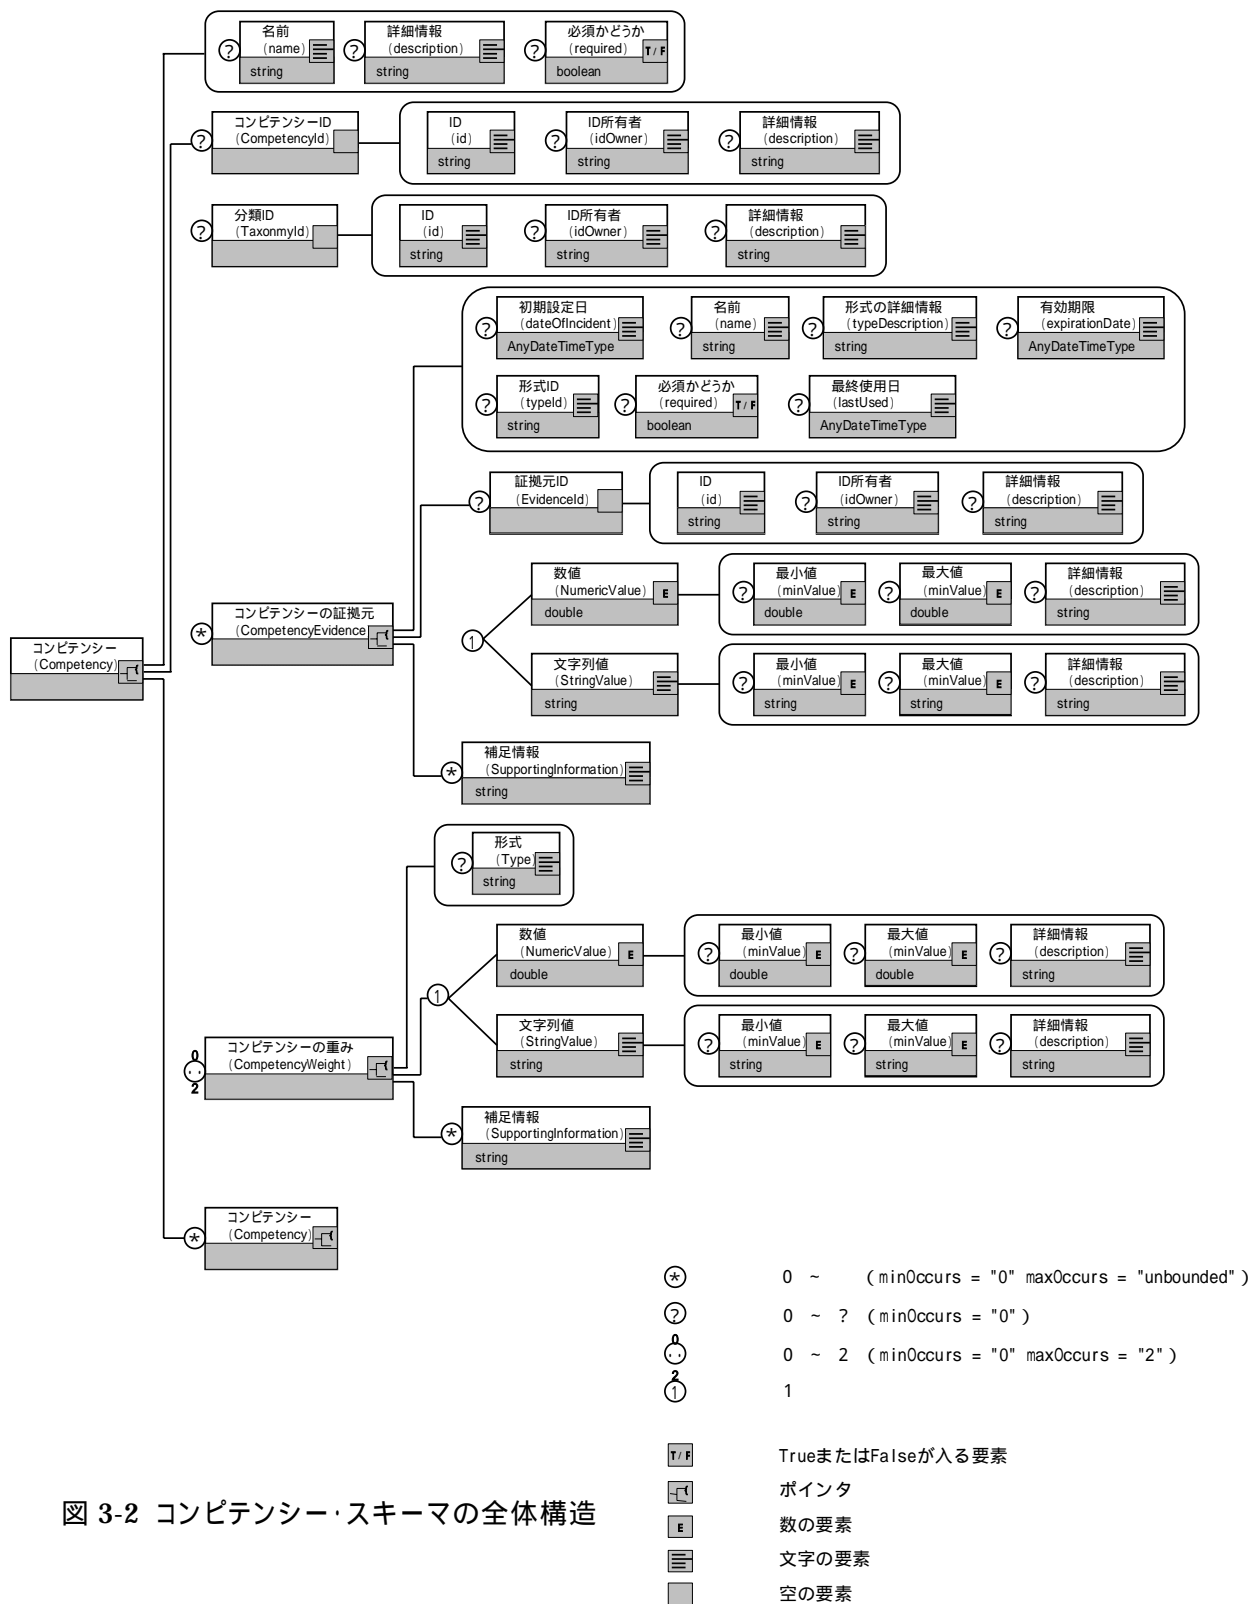 名前
(name)
string
?
詳細情報
(description)
string
?
必須かどうか
(required)
T/F
boolean
?
コンピテンシーID
(CompetencyId)
?
ID
(id)
string
ID所有者
(idOwner)
string
?
詳細情報
(description)
string
?
分類ID
(TaxonmyId)
?
ID
(id)
string
ID所有者
(idOwner)
string
?
詳細情報
(description)
string
?
初期設定日
(dateOfIncident)
AnyDateTimeType
?
名前
(name)
string
?
形式の詳細情報
(typeDescription)
string
?
有効期限
(expirationDate)
AnyDateTimeType
?
形式ID
(typeId)
string
?
必須かどうか
(required)
T/F
boolean
?
最終使用日
(lastUsed)
AnyDateTimeType
?
証拠元ID
(EvidenceId)
?
ID
(id)
string
ID所有者
(idOwner)
string
?
詳細情報
(description)
string
?
コンピテンシーの証拠元
(CompetencyEvidence
*
コンピテンシー
(Competency)
1
数値
(NumericValue)
E
double
最小値
(minValue)
E
double
?
最大値
(minValue)
E
double
?
詳細情報
(description)
string
?
文字列値
(StringValue)
string
最小値
(minValue)
E
string
?
最大値
(minValue)
E
string
?
詳細情報
(description)
string
?
補足情報
(SupportingInformation)
string
*
形式
(Type)
string
?
コンピテンシーの重み
(CompetencyWeight)
0
..
2
1
数値
(NumericValue)
E
double
最小値
(minValue)
E
double
?
最大値
(minValue)
E
double
?
詳細情報
(description)
string
?
文字列値
(StringValue)
string
最小値
(minValue)
E
string
?
最大値
(minValue)
E
string
?
詳細情報
(description)
string
?
補足情報
(SupportingInformation)
string
*
コンピテンシー
(Competency)
*
* 0 ~ (minOccurs = "0" maxOccurs = "unbounded")
? 0 ~ ? (minOccurs = "0")
0 .. 2 0 ~ 2 (minOccurs = "0" maxOccurs = "2")
1 1
T/F TrueまたはFalseが入る要素
ポインタ
E 数の要素
文字の要素
空の要素
図 3-2 コンピテンシー・スキーマの全体構造